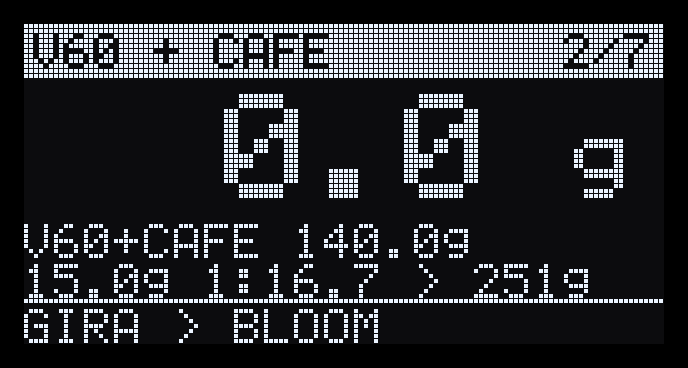 V60 + CAFE 2/7
0.0 g
V60+CAFE 140.0g
15.0g 1:16.7 > 251g
GIRA > BLOOM